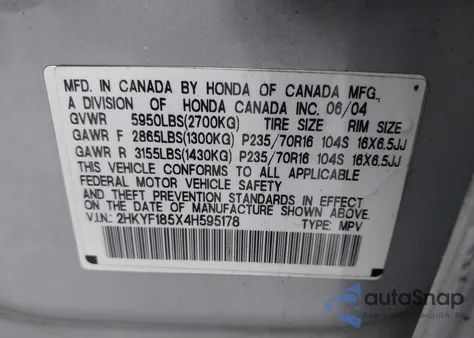 MFD. IN CANADA BY HONDA OF CANADA MFG.,
A DIVISION OF HONDA CANADA INC. 06/04
GVWR 5950LBS(2700KG) TIRE SIZE RIM SIZE
GAWR F 2865LBS(1300KG) P235/70R16 104S 16X6.5JJ
GAWR R 3155LBS(1430KG) P235/70R16 104S 16X6.5JJ
THIS VEHICLE CONFORMS TO ALL APPLICABLE
FEDERAL MOTOR VEHICLE SAFETY
AND THEFT PREVENTION STANDARDS IN EFFECT
ON THE DATE OF MANUFACTURE SHOWN ABOVE.
V.I.N.: 2HKYF185X4H595178 TYPE: MPV
autoSnap